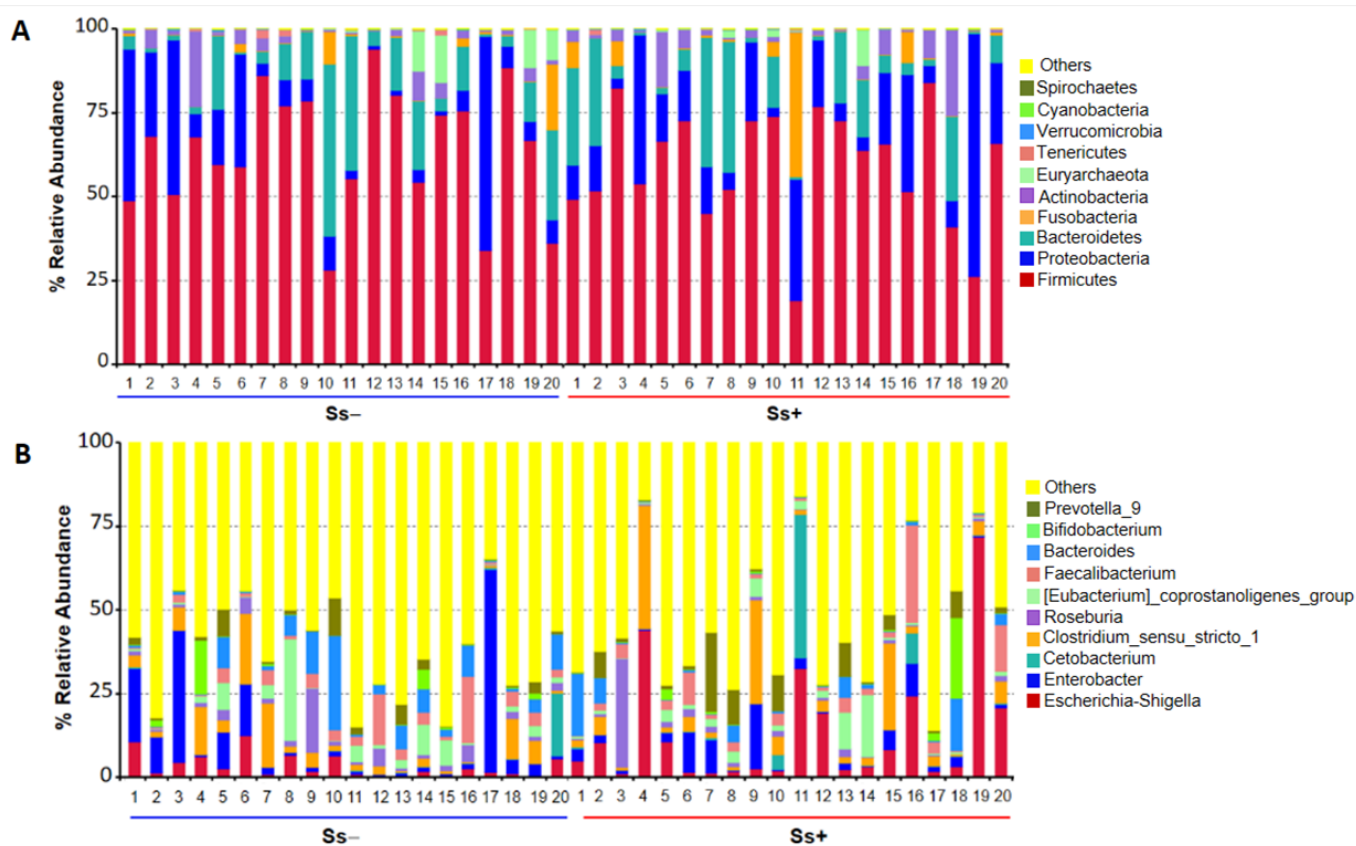 A
% Relative Abundance
100
75
50
25
0
1 2 3 4 5 6 7 8 9 10 11 12 13 14 15 16 17 18 19 20 1 2 3 4 5 6 7 8 9 10 11 12 13 14 15 16 17 18 19 20
Ss– Ss+
Others
Spirochaetes
Cyanobacteria
Verrucomicrobia
Tenericutes
Euryarchaeota
Actinobacteria
Fusobacteria
Bacteroidetes
Proteobacteria
Firmicutes
B
% Relative Abundance
100
75
50
25
0
1 2 3 4 5 6 7 8 9 10 11 12 13 14 15 16 17 18 19 20 1 2 3 4 5 6 7 8 9 10 11 12 13 14 15 16 17 18 19 20
Ss– Ss+
Others
Prevotella_9
Bifidobacterium
Bacteroides
Faecalibacterium
[Eubacterium]_coprostanoligenes_group
Roseburia
Clostridium_sensu_stricto_1
Cetobacterium
Enterobacter
Escherichia-Shigella